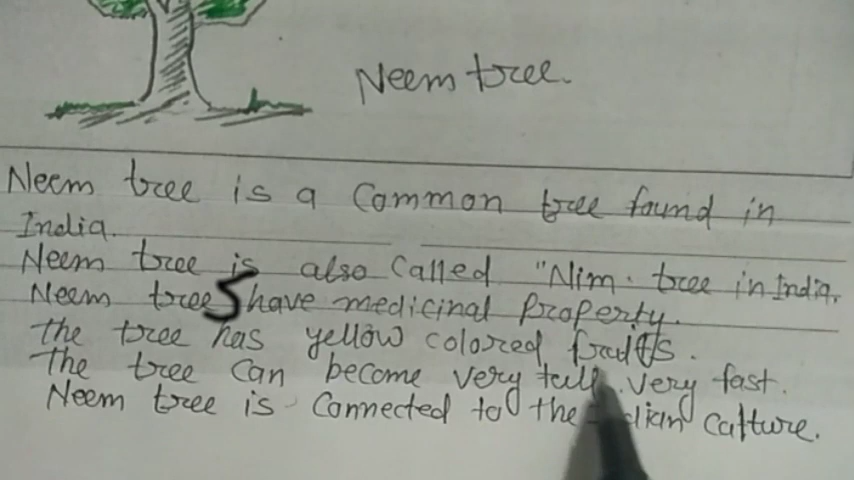 Neem tree.
Neem tree is a Common tree found in
India.
Neem tree is also Called "Nim. tree in India.
Neem trees have medicinal Property.
the tree has yellow colored fruits.
The tree can become very tall very fast.
Neem tree is Connected to the culture.